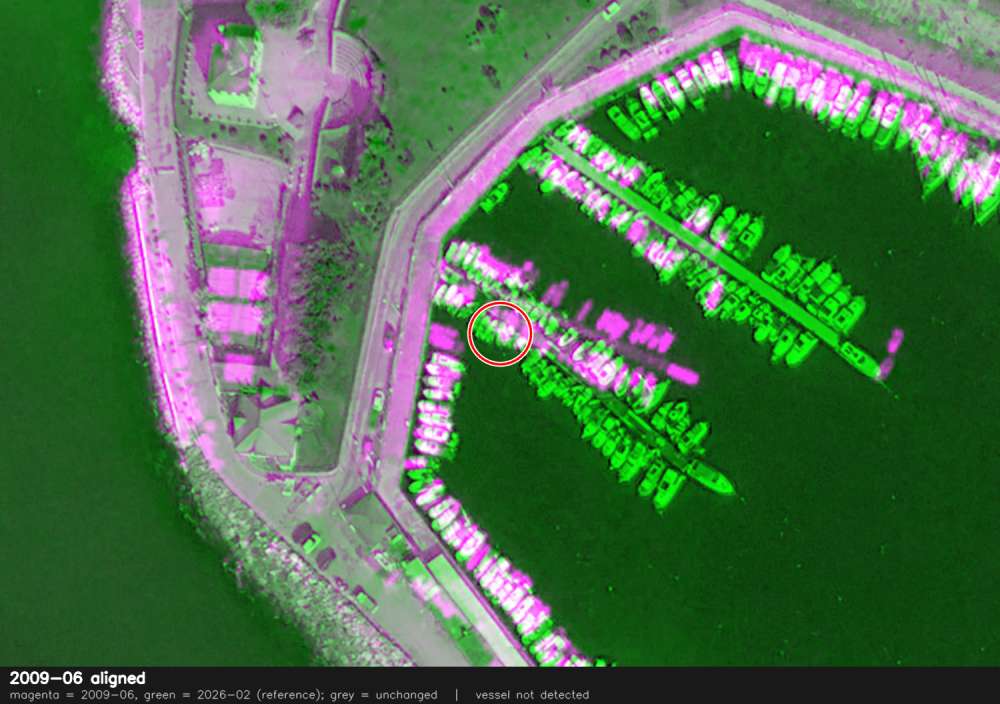 2009-06 aligned
magenta = 2009-06, green = 2026-02 (reference); grey = unchanged | vessel not detected